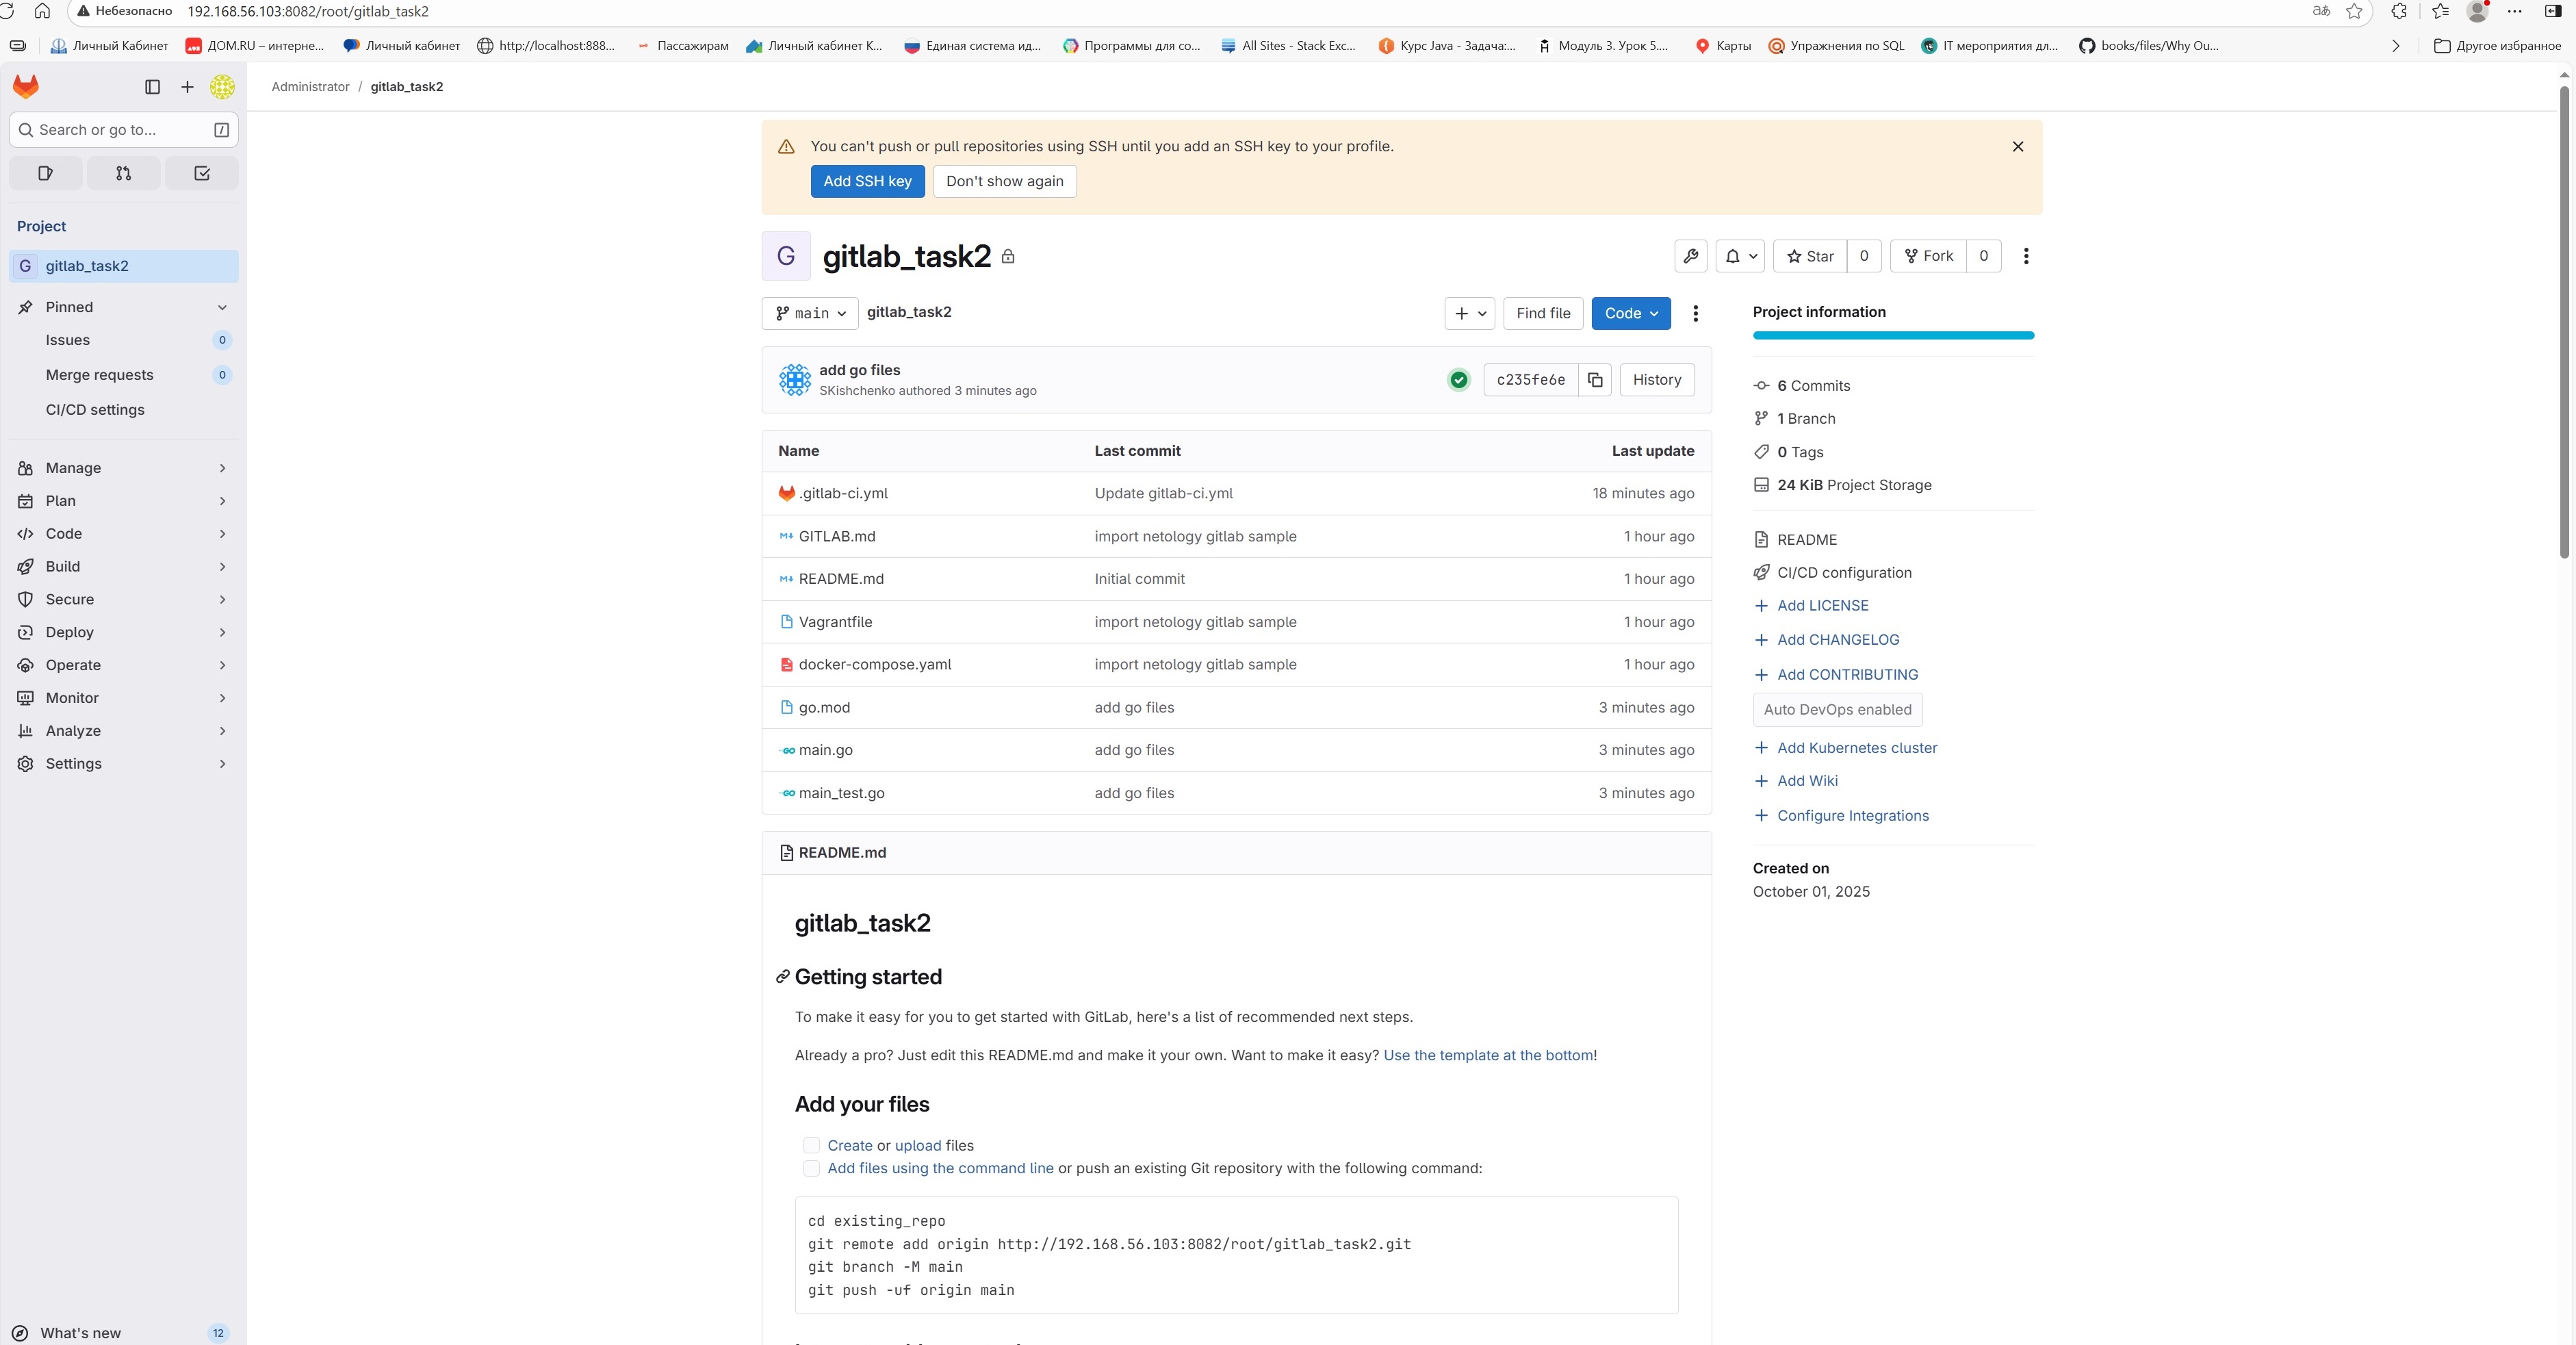 Небезопасно 192.168.56.103:8082/root/gitlab_task2
Личный Кабинет ДОМ.RU – интерне... Личный кабинет http://localhost:888... Пассажирам Личный кабинет К... Единая система ид... Программы для со... All Sites - Stack Exc... Курс Java - Задача:... Модуль 3. Урок 5.... Карты Упражнения по SQL IT мероприятия дл... books/files/Why Ou... Другое избранное
Administrator / gitlab_task2
Search or go to... /
Project
G gitlab_task2
Pinned
Issues 0
Merge requests 0
CI/CD settings
Manage
Plan
Code
Build
Secure
Deploy
Operate
Monitor
Analyze
Settings
What's new 12
You can't push or pull repositories using SSH until you add an SSH key to your profile.
Add SSH key Don't show again
G gitlab_task2
Star 0 Fork 0
main gitlab_task2
Find file Code
add go files
SKishchenko authored 3 minutes ago
c235fe6e History
Name Last commit Last update
.gitlab-ci.yml Update gitlab-ci.yml 18 minutes ago
GITLAB.md import netology gitlab sample 1 hour ago
README.md Initial commit 1 hour ago
Vagrantfile import netology gitlab sample 1 hour ago
docker-compose.yaml import netology gitlab sample 1 hour ago
go.mod add go files 3 minutes ago
main.go add go files 3 minutes ago
main_test.go add go files 3 minutes ago
README.md
gitlab_task2
Getting started
To make it easy for you to get started with GitLab, here's a list of recommended next steps.
Already a pro? Just edit this README.md and make it your own. Want to make it easy? Use the template at the bottom!
Add your files
Create or upload files
Add files using the command line or push an existing Git repository with the following command:
cd existing_repo
git remote add origin http://192.168.56.103:8082/root/gitlab_task2.git
git branch -M main
git push -uf origin main
Project information
6 Commits
1 Branch
0 Tags
24 KiB Project Storage
README
CI/CD configuration
Add LICENSE
Add CHANGELOG
Add CONTRIBUTING
Auto DevOps enabled
Add Kubernetes cluster
Add Wiki
Configure Integrations
Created on
October 01, 2025